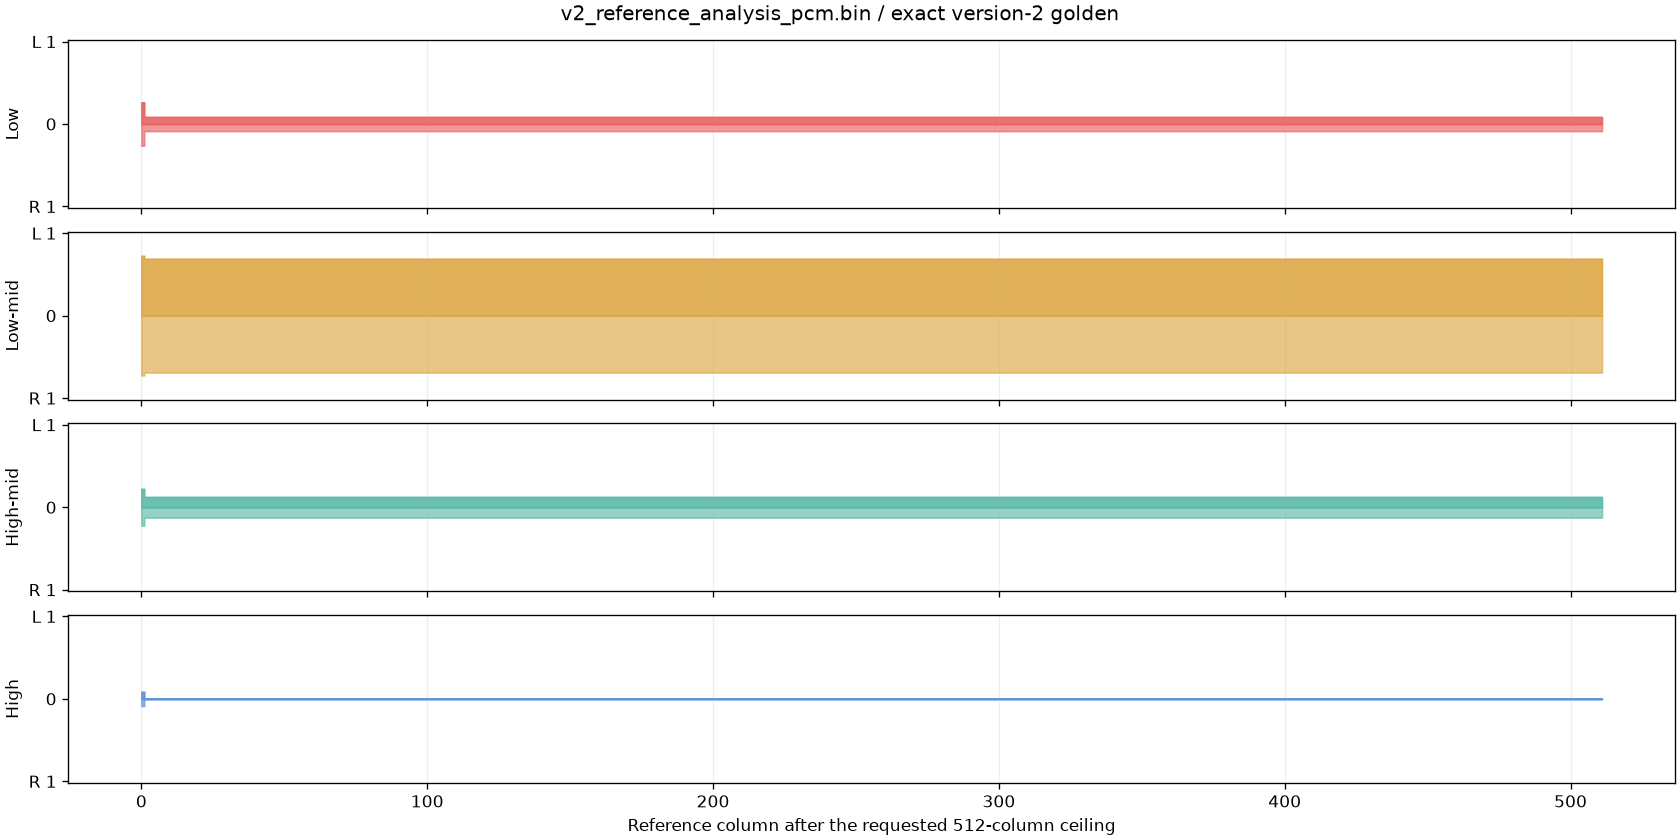 v2_reference_analysis_pcm.bin / exact version-2 golden
L 1
Low
0
R 1
L 1
Low-mid
0
R 1
L 1
High-mid
0
R 1
L 1
High
0
R 1
0 100 200 300 400 500
Reference column after the requested 512-column ceiling